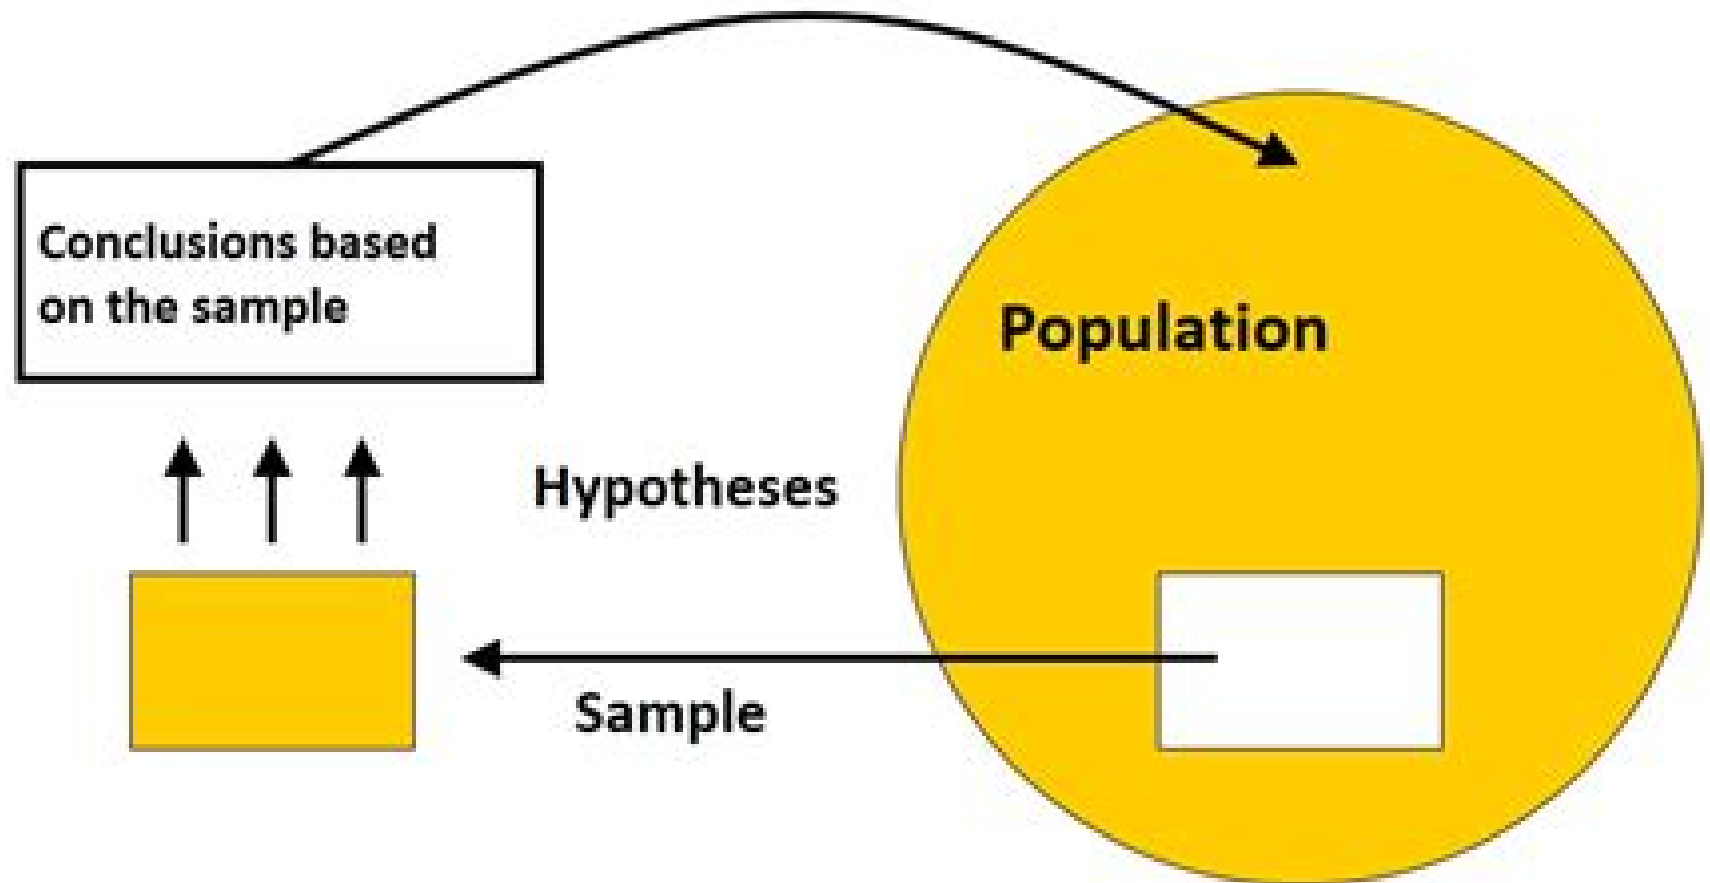 Conclusions based
on the sample
Population
Hypotheses
Sample